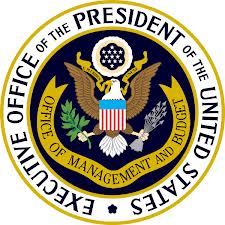 EXECUTIVE OFFICE OF THE PRESIDENT OF THE UNITED STATES
OFFICE OF MANAGEMENT AND BUDGET